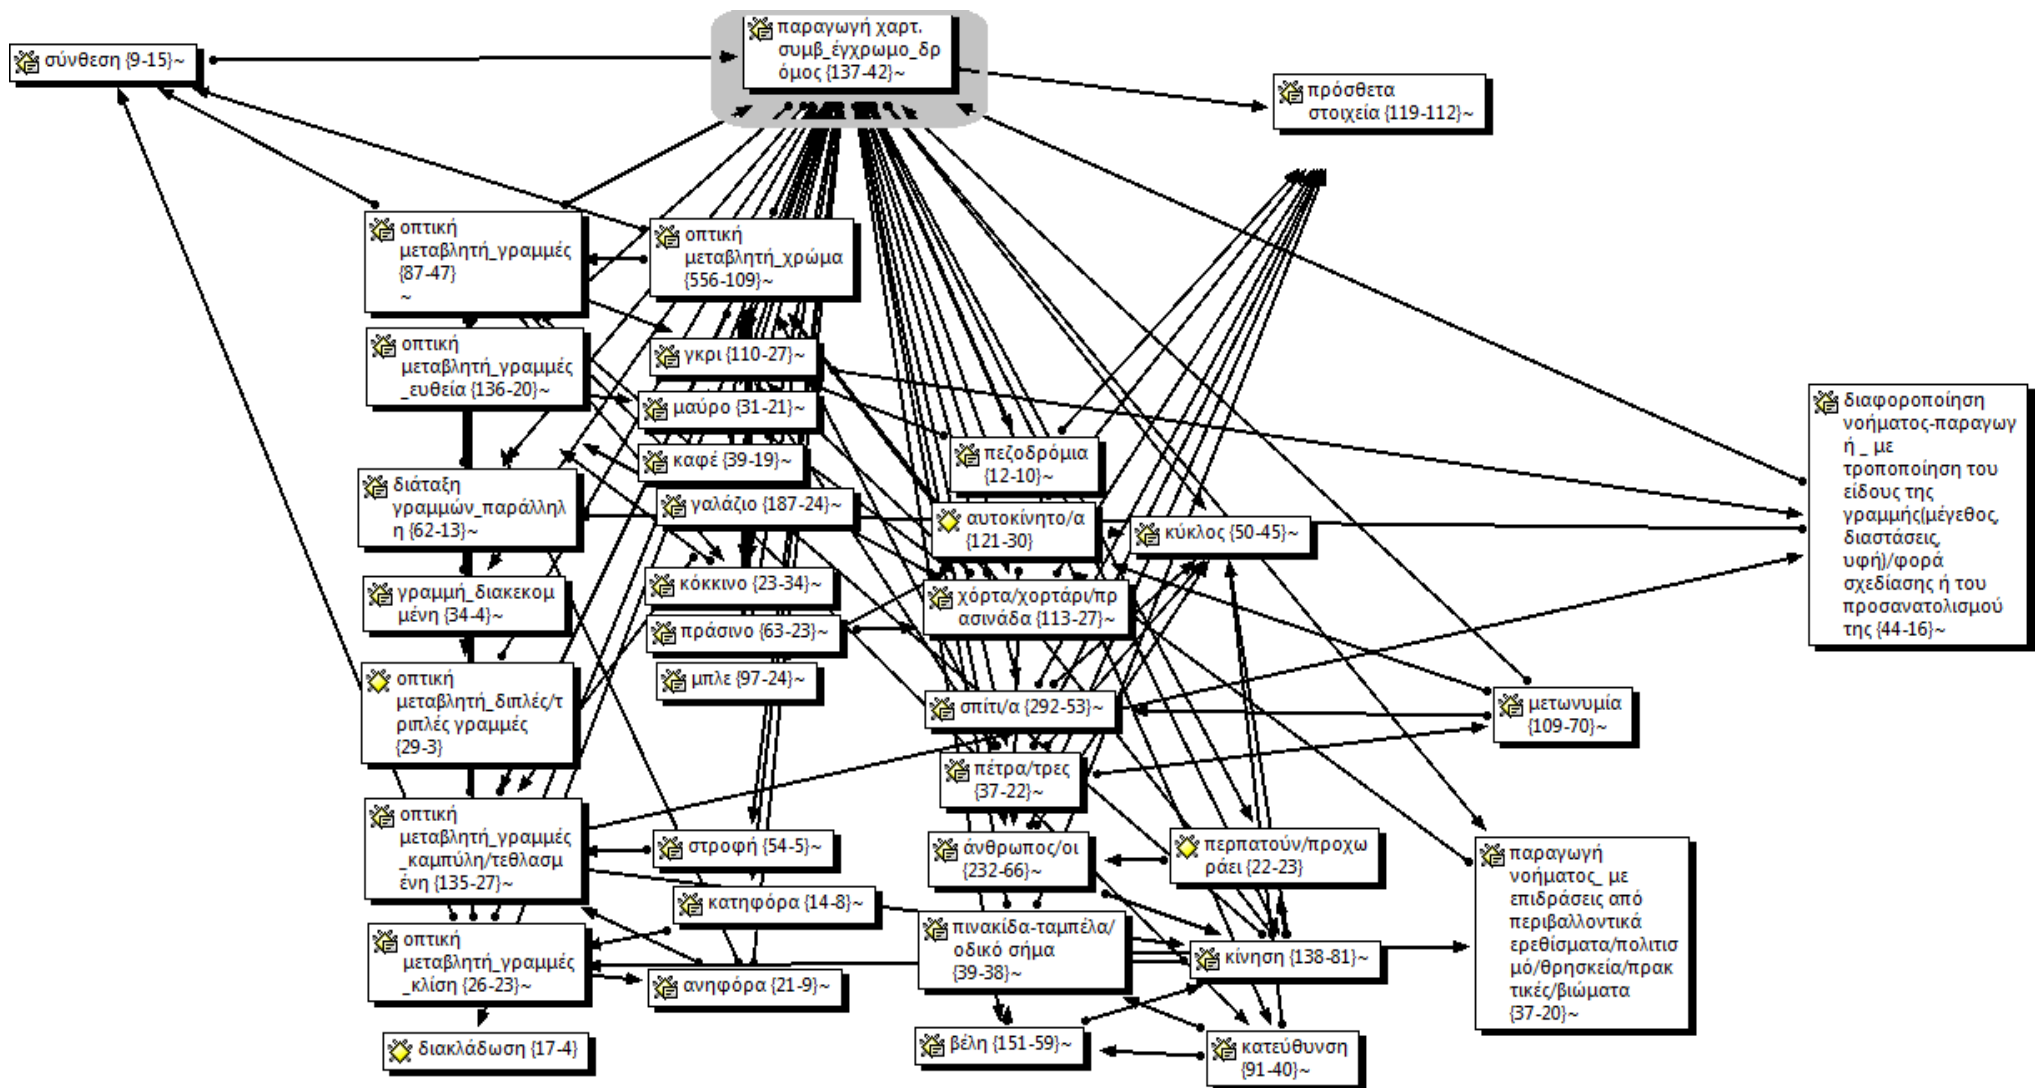 σύνθεση {9-15}~
παραγωγή χαρτ.
συμβ_έγχρωμο_δρ
όμος {137-42}~
πρόσθετα
στοιχεία {119-112}~
οπτική
μεταβλητή_γραμμές
{87-47}
~
οπτική
μεταβλητή_χρώμα
{556-109}~
οπτική
μεταβλητή_γραμμές
_ευθεία {136-20}~
γκρι {110-27}~
μαύρο {31-21}~
καφέ {39-19}~
γαλάζιο {187-24}~
κόκκινο {23-34}~
πράσινο {63-23}~
μπλε {97-24}~
διάταξη
γραμμών_παράλληλ
η {62-13}~
γραμμή_διακεκομ
μένη {34-4}~
οπτική
μεταβλητή_διπλές/τ
ριπλές γραμμές
{29-3}
οπτική
μεταβλητή_γραμμές
_καμπύλη/τεθλασμ
ένη {135-27}~
οπτική
μεταβλητή_γραμμές
_κλίση {26-23}~
διακλάδωση {17-4}
στροφή {54-5}~
κατηφόρα {14-8}~
ανηφόρα {21-9}~
πεζοδρόμια
{12-10}~
αυτοκίνητο/α
{121-30}
κύκλος {50-45}~
χόρτα/χορτάρι/πρ
ασινάδα {113-27}~
σπίτι/α {292-53}~
πέτρα/τρες
{37-22}~
άνθρωπος/οι
{232-66}~
περπατούν/προχω
ράει {22-23}
πινακίδα-ταμπέλα/
οδικό σήμα
{39-38}~
κίνηση {138-81}~
βέλη {151-59}~
κατεύθυνση
{91-40}~
διαφοροποίηση
νοήματος-παραγωγ
ή _ με
τροποποίηση του
είδους της
γραμμής(μέγεθος,
διαστάσεις,
υφή)/φορά
σχεδίασης ή του
προσανατολισμού
της {44-16}~
μετωνυμία
{109-70}~
παραγωγή
νοήματος_ με
επιδράσεις από
περιβαλλοντικά
ερεθίσματα/πολιτισ
μό/θρησκεία/πρακ
τικές/βιώματα
{37-20}~